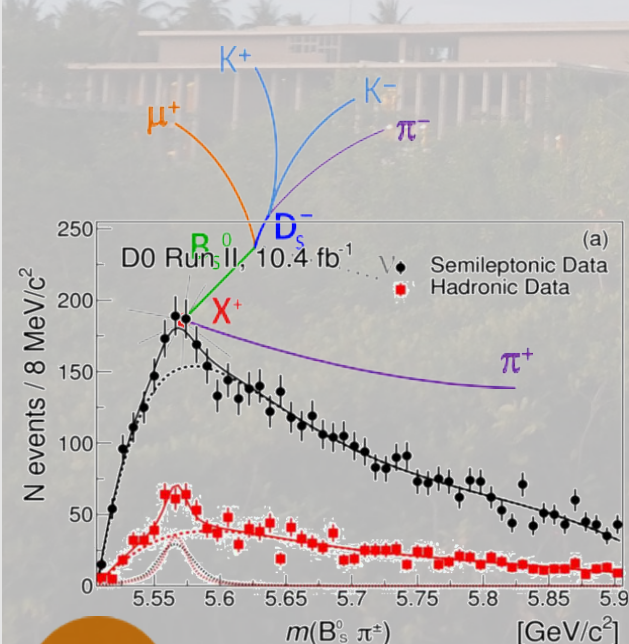 K⁺
K⁻
μ⁺
π⁻
D_s⁻
B_s⁰
X⁺
π⁺
250
200
150
100
50
0
N events / 8 MeV/c²
D0 Run II, 10.4 fb⁻¹
(a)
ν
Semileptonic Data
Hadronic Data
5.55 5.6 5.65 5.7 5.75 5.8 5.85 5.9
m(B_s⁰ π±) [GeV/c²]